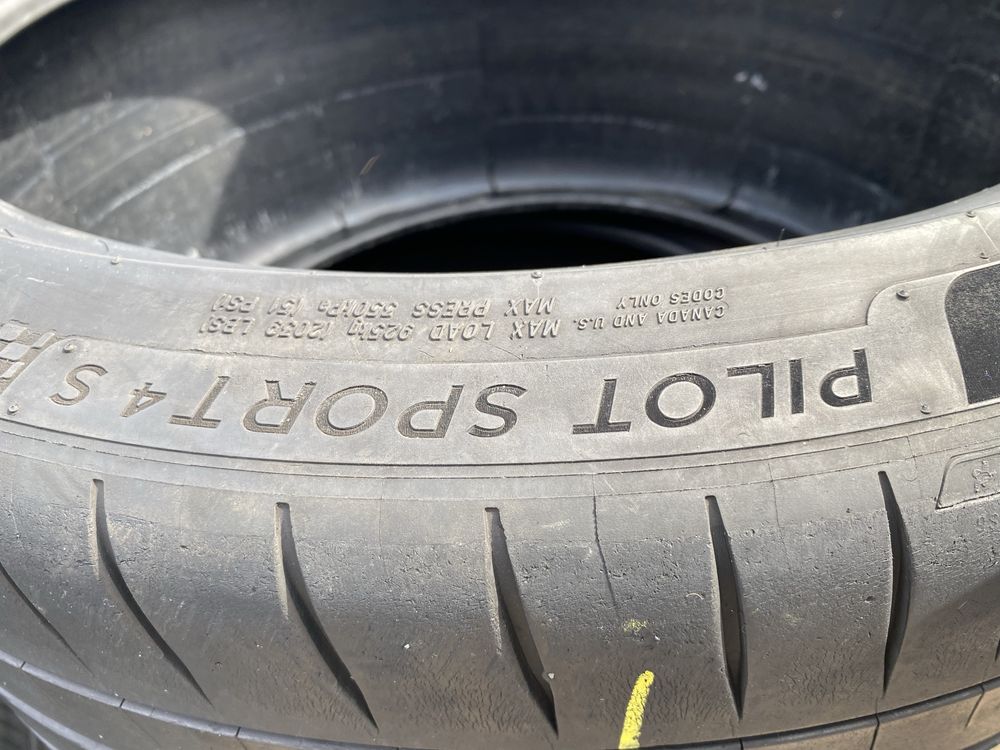 PILOT SPORT 4 S
CANADA AND U.S.
CODES ONLY
MAX LOAD 925kg (2039 LBS)
MAX PRESS 350kPa (51 PSI)